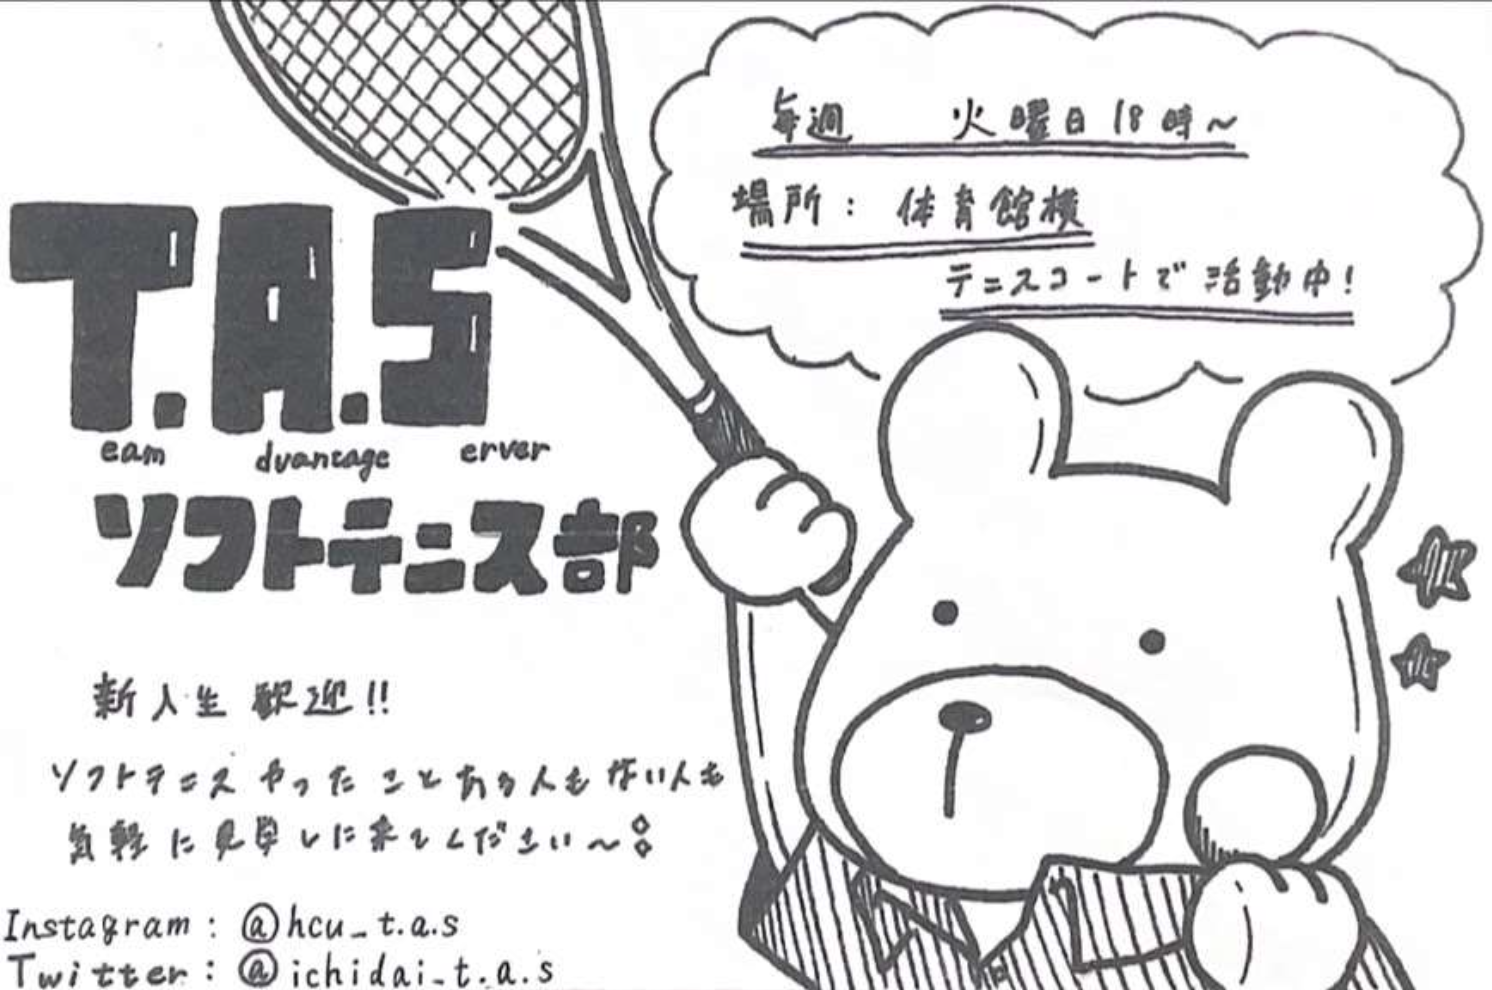 T.A.S
eam dvantage erver
ソフトテニス部
毎週 火曜日18時~
場所: 体育館横
テニスコートで活動中!
新入生歓迎!!
ソフトテニスやったことある人もない人も
気軽に見学しに来てください~
Instagram: @hcu_t.a.s
Twitter: @ichidai_t.a.s